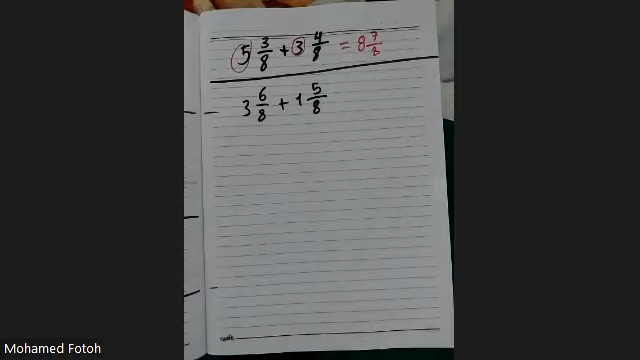 5 3/8 + 3 4/8 = 8 7/8
3 6/8 + 1 5/8
Mohamed Fotoh